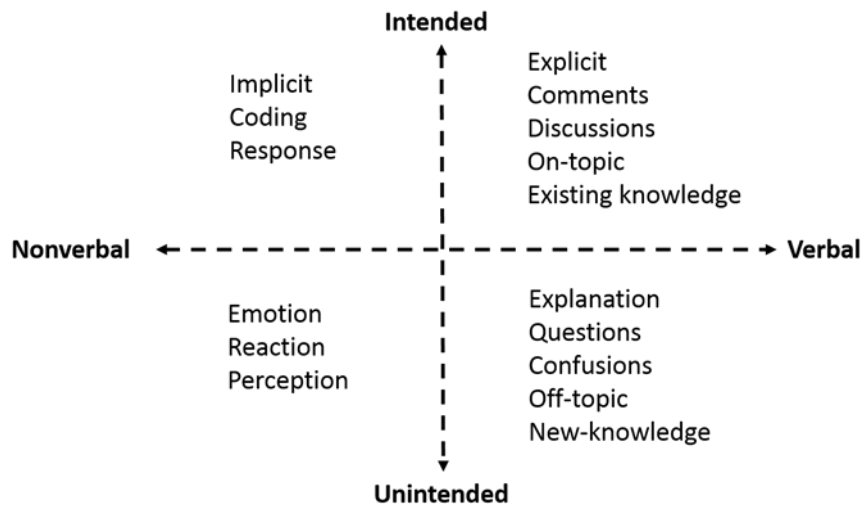 Intended
Implicit
Coding
Response
Explicit
Comments
Discussions
On-topic
Existing knowledge
Nonverbal
Verbal
Emotion
Reaction
Perception
Explanation
Questions
Confusions
Off-topic
New-knowledge
Unintended